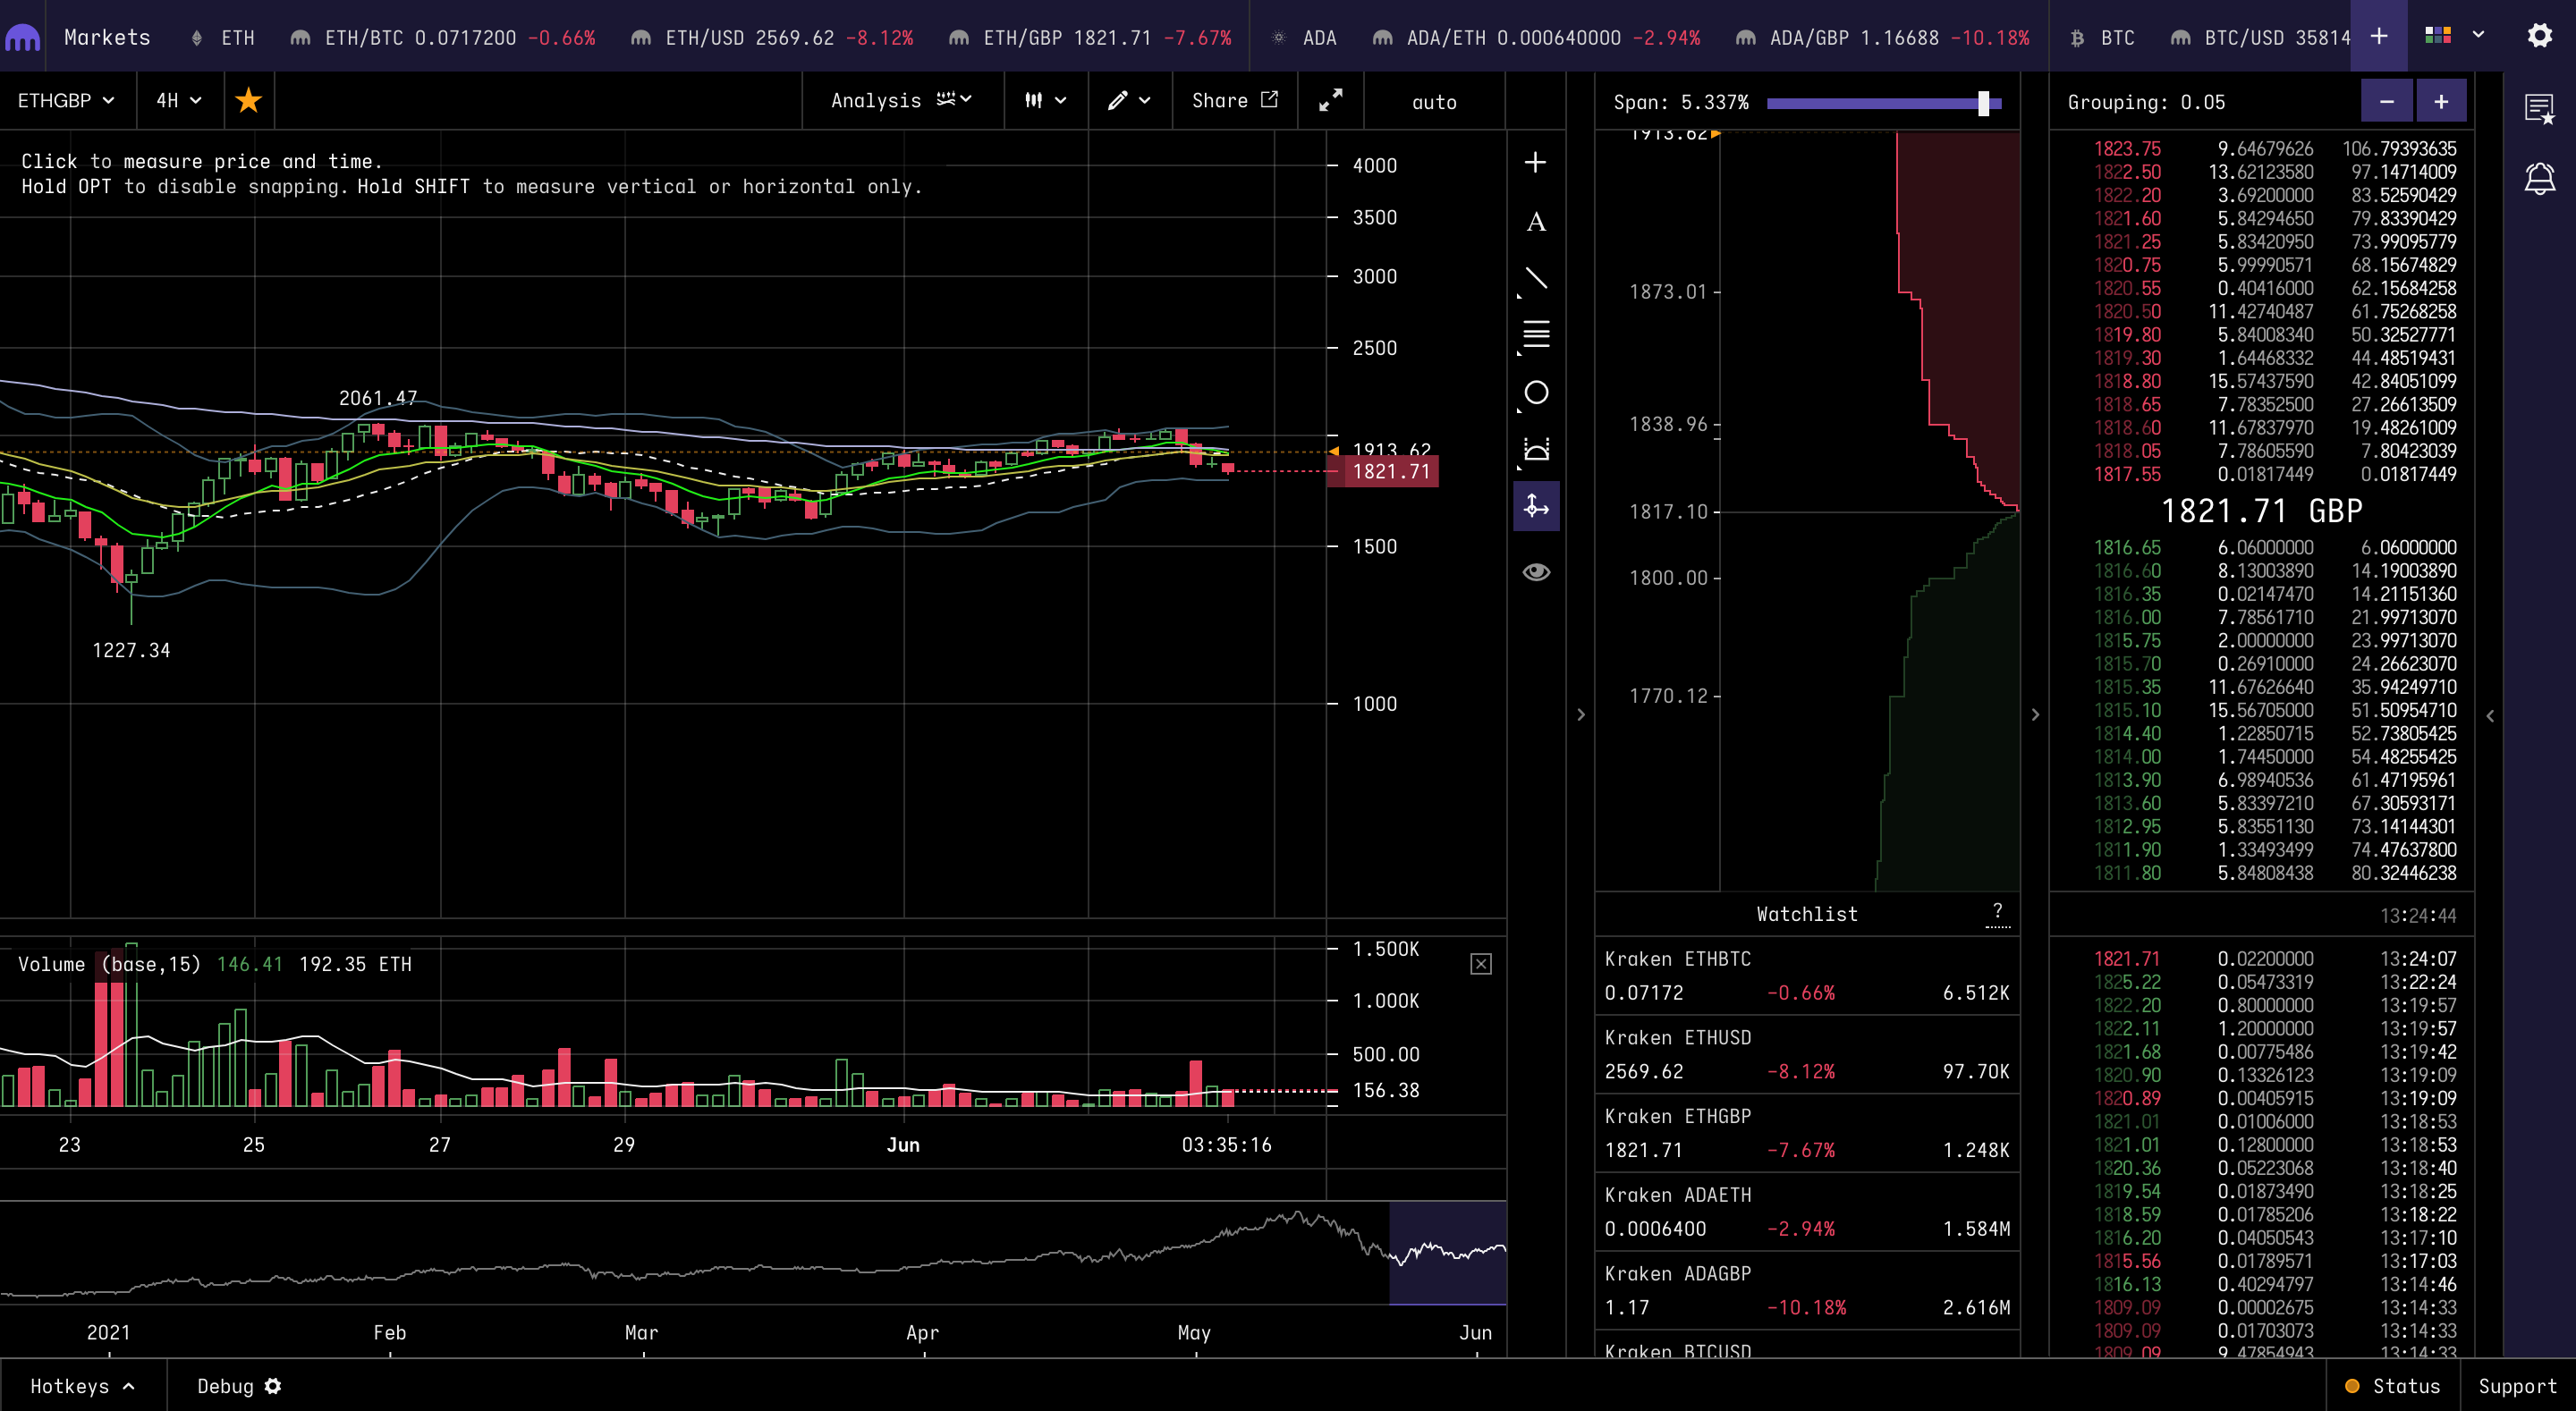 Markets
ETH
ETH/BTC 0.0717200 -0.66%
ETH/USD 2569.62 -8.12%
ETH/GBP 1821.71 -7.67%
ADA
ADA/ETH 0.000640000 -2.94%
ADA/GBP 1.16688 -10.18%
BTC
BTC/USD 35814
ETHGBP
4H
Analysis
Share
auto
Click to measure price and time.
Hold OPT to disable snapping. Hold SHIFT to measure vertical or horizontal only.
4000
3500
3000
2500
1913.62
1821.71
1500
1000
2061.47
1227.34
A
Volume (base,15) 146.41 192.35 ETH
1.500K
1.000K
500.00
156.38
23
25
27
29
Jun
03:35:16
2021
Feb
Mar
Apr
May
Jun
Span: 5.337%
1913.62
1873.01
1838.96
1817.10
1800.00
1770.12
Watchlist ?
Kraken ETHBTC
0.07172 -0.66% 6.512K
Kraken ETHUSD
2569.62 -8.12% 97.70K
Kraken ETHGBP
1821.71 -7.67% 1.248K
Kraken ADAETH
0.0006400 -2.94% 1.584M
Kraken ADAGBP
1.17 -10.18% 2.616M
Kraken BTCUSD
Grouping: 0.05
1823.75 9.64679626 106.79393635
1822.50 13.62123580 97.14714009
1822.20 3.69200000 83.52590429
1821.60 5.84294650 79.83390429
1821.25 5.83420950 73.99095779
1820.75 5.99990571 68.15674829
1820.55 0.40416000 62.15684258
1820.50 11.42740487 61.75268258
1819.80 5.84008340 50.32527771
1819.30 1.64468332 44.48519431
1818.80 15.57437590 42.84051099
1818.65 7.78352500 27.26613509
1818.60 11.67837970 19.48261009
1818.05 7.78605590 7.80423039
1817.55 0.01817449 0.01817449
1821.71 GBP
1816.65 6.06000000 6.06000000
1816.60 8.13003890 14.19003890
1816.35 0.02147470 14.21151360
1816.00 7.78561710 21.99713070
1815.75 2.00000000 23.99713070
1815.70 0.26910000 24.26623070
1815.35 11.67626640 35.94249710
1815.10 15.56705000 51.50954710
1814.40 1.22850715 52.73805425
1814.00 1.74450000 54.48255425
1813.90 6.98940536 61.47195961
1813.60 5.83397210 67.30593171
1812.95 5.83551130 73.14144301
1811.90 1.33493499 74.47637800
1811.80 5.84808438 80.32446238
13:24:44
1821.71 0.02200000 13:24:07
1825.22 0.05473319 13:22:24
1822.20 0.80000000 13:19:57
1822.11 1.20000000 13:19:57
1821.68 0.00775486 13:19:42
1820.90 0.13326123 13:19:09
1820.89 0.00405915 13:19:09
1821.01 0.01006000 13:18:53
1821.01 0.12800000 13:18:53
1820.36 0.05223068 13:18:40
1819.54 0.01873490 13:18:25
1818.59 0.01785206 13:18:22
1816.20 0.04050543 13:17:10
1815.56 0.01789571 13:17:03
1816.13 0.40294797 13:14:46
1809.09 0.00002675 13:14:33
1809.09 0.01703073 13:14:33
1809.09 9.47854943 13:14:33
Hotkeys
Debug
Status
Support